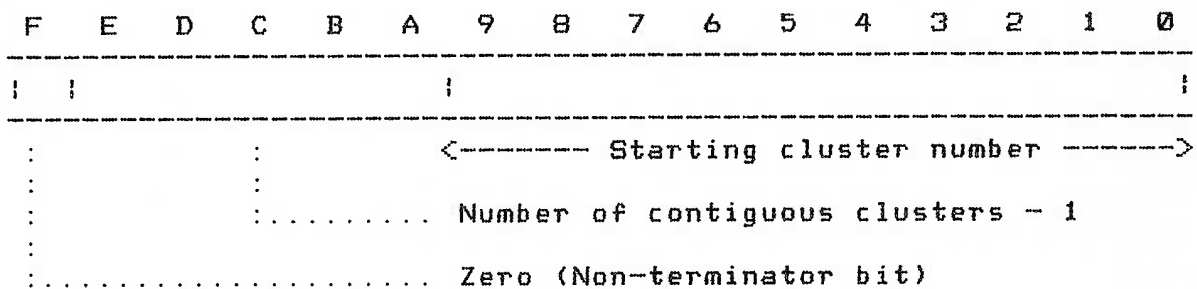 F E D C B A 9 8 7 6 5 4 3 2 1 0
--------------------------------------------------------------------------------
¦ ¦ ¦ ¦
--------------------------------------------------------------------------------
: : <------- Starting cluster number ------>
: :
: :......... Number of contiguous clusters - 1
:
:...................... Zero (Non-terminator bit)